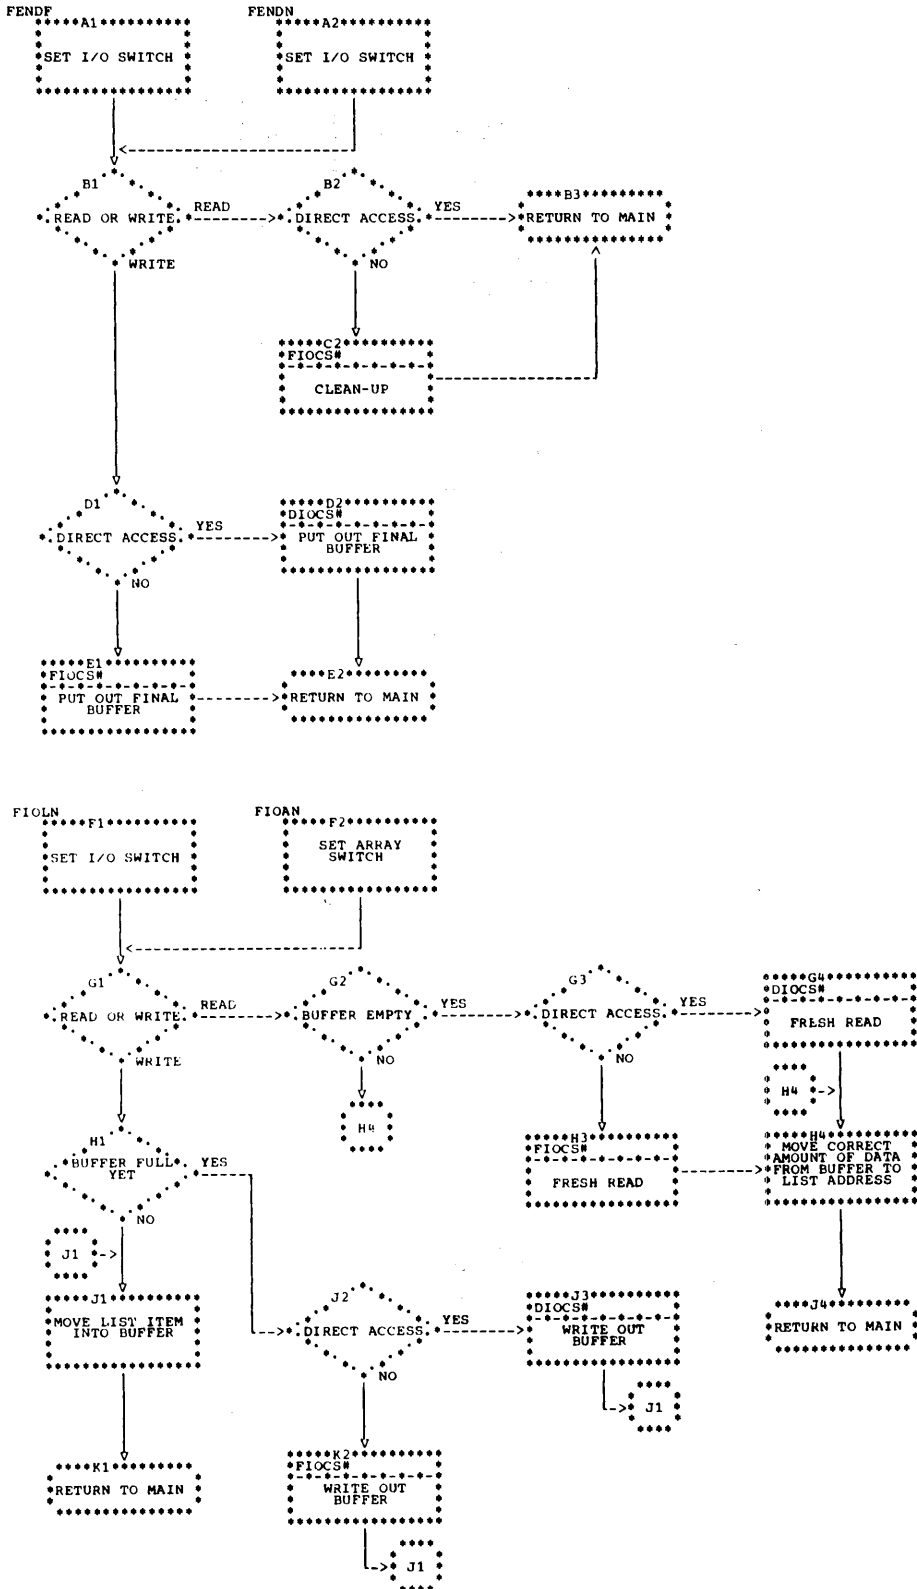 FENDF
FENDN
A1
SET I/O SWITCH
A2
SET I/O SWITCH
B1
READ OR WRITE
READ
WRITE
B2
DIRECT ACCESS
YES
NO
B3
RETURN TO MAIN
C2
FIOCS#
CLEAN-UP
D1
DIRECT ACCESS
YES
NO
D2
DIOCS#
PUT OUT FINAL
BUFFER
E1
FIOCS#
PUT OUT FINAL
BUFFER
E2
RETURN TO MAIN
FIOLN
FIOAN
F1
SET I/O SWITCH
F2
SET ARRAY
SWITCH
G1
READ OR WRITE
READ
WRITE
G2
BUFFER EMPTY
YES
NO
G3
DIRECT ACCESS
YES
NO
G4
DIOCS#
FRESH READ
H4
H4
H1
BUFFER FULL
YET
YES
NO
H3
FIOCS#
FRESH READ
H4
MOVE CORRECT
AMOUNT OF DATA
FROM BUFFER TO
LIST ADDRESS
J1
J1
MOVE LIST ITEM
INTO BUFFER
J2
DIRECT ACCESS
YES
NO
J3
DIOCS#
WRITE OUT
BUFFER
J4
RETURN TO MAIN
J1
K1
RETURN TO MAIN
K2
FIOCS#
WRITE OUT
BUFFER
J1